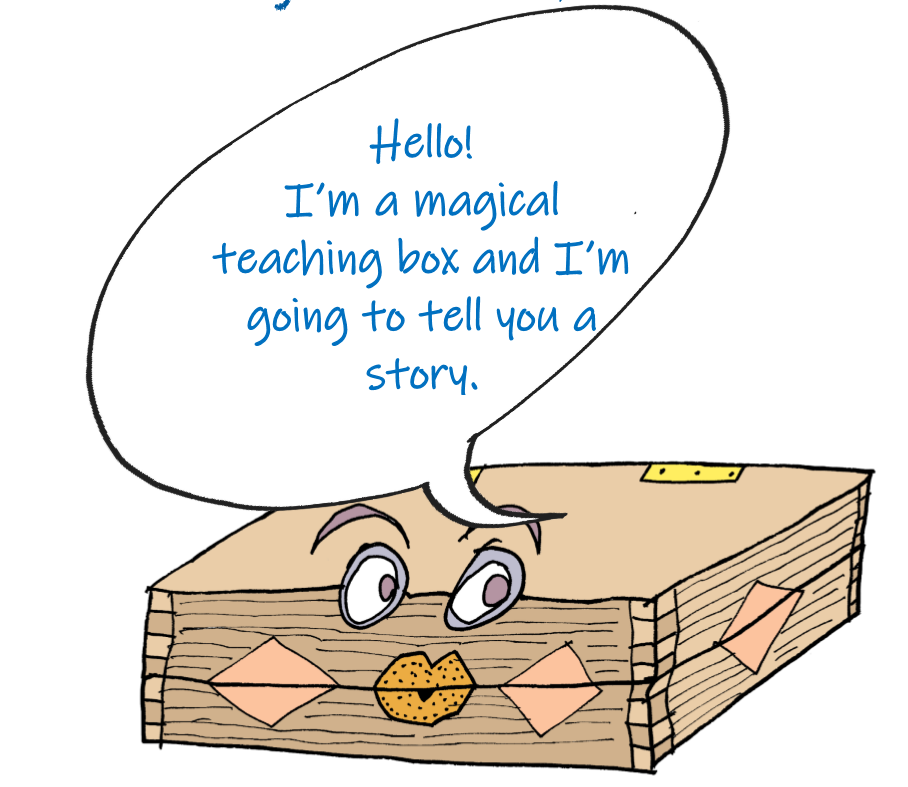 Hello!
I'm a magical
teaching box and I'm
going to tell you a
story.